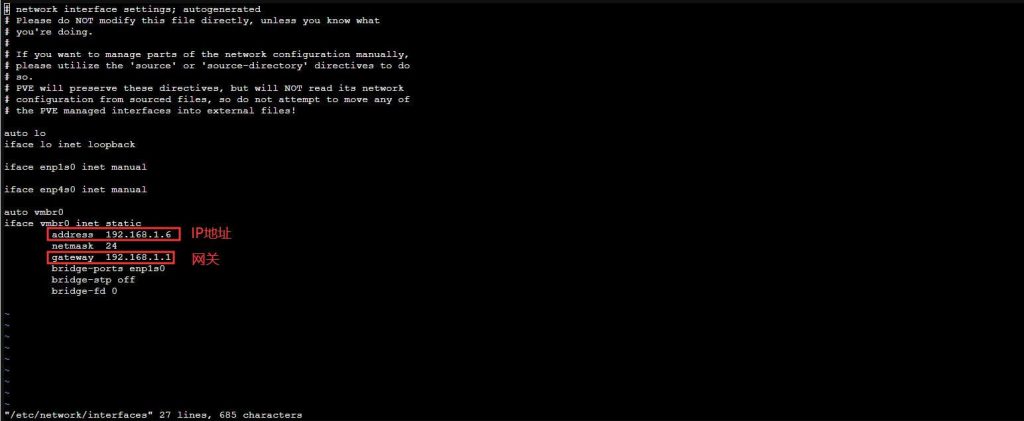 # network interface settings; autogenerated
# Please do NOT modify this file directly, unless you know what
# you're doing.
#
# If you want to manage parts of the network configuration manually,
# please utilize the 'source' or 'source-directory' directives to do
# so.
# PVE will preserve these directives, but will NOT read its network
# configuration from sourced files, so do not attempt to move any of
# the PVE managed interfaces into external files!
auto lo
iface lo inet loopback
iface enp1s0 inet manual
iface enp4s0 inet manual
auto vmbr0
iface vmbr0 inet static
address 192.168.1.6 IP地址
netmask 24
gateway 192.168.1.1 网关
bridge-ports enp1s0
bridge-stp off
bridge-fd 0
~
~
~
~
~
~
~
~
~
"/etc/network/interfaces" 27 lines, 685 characters